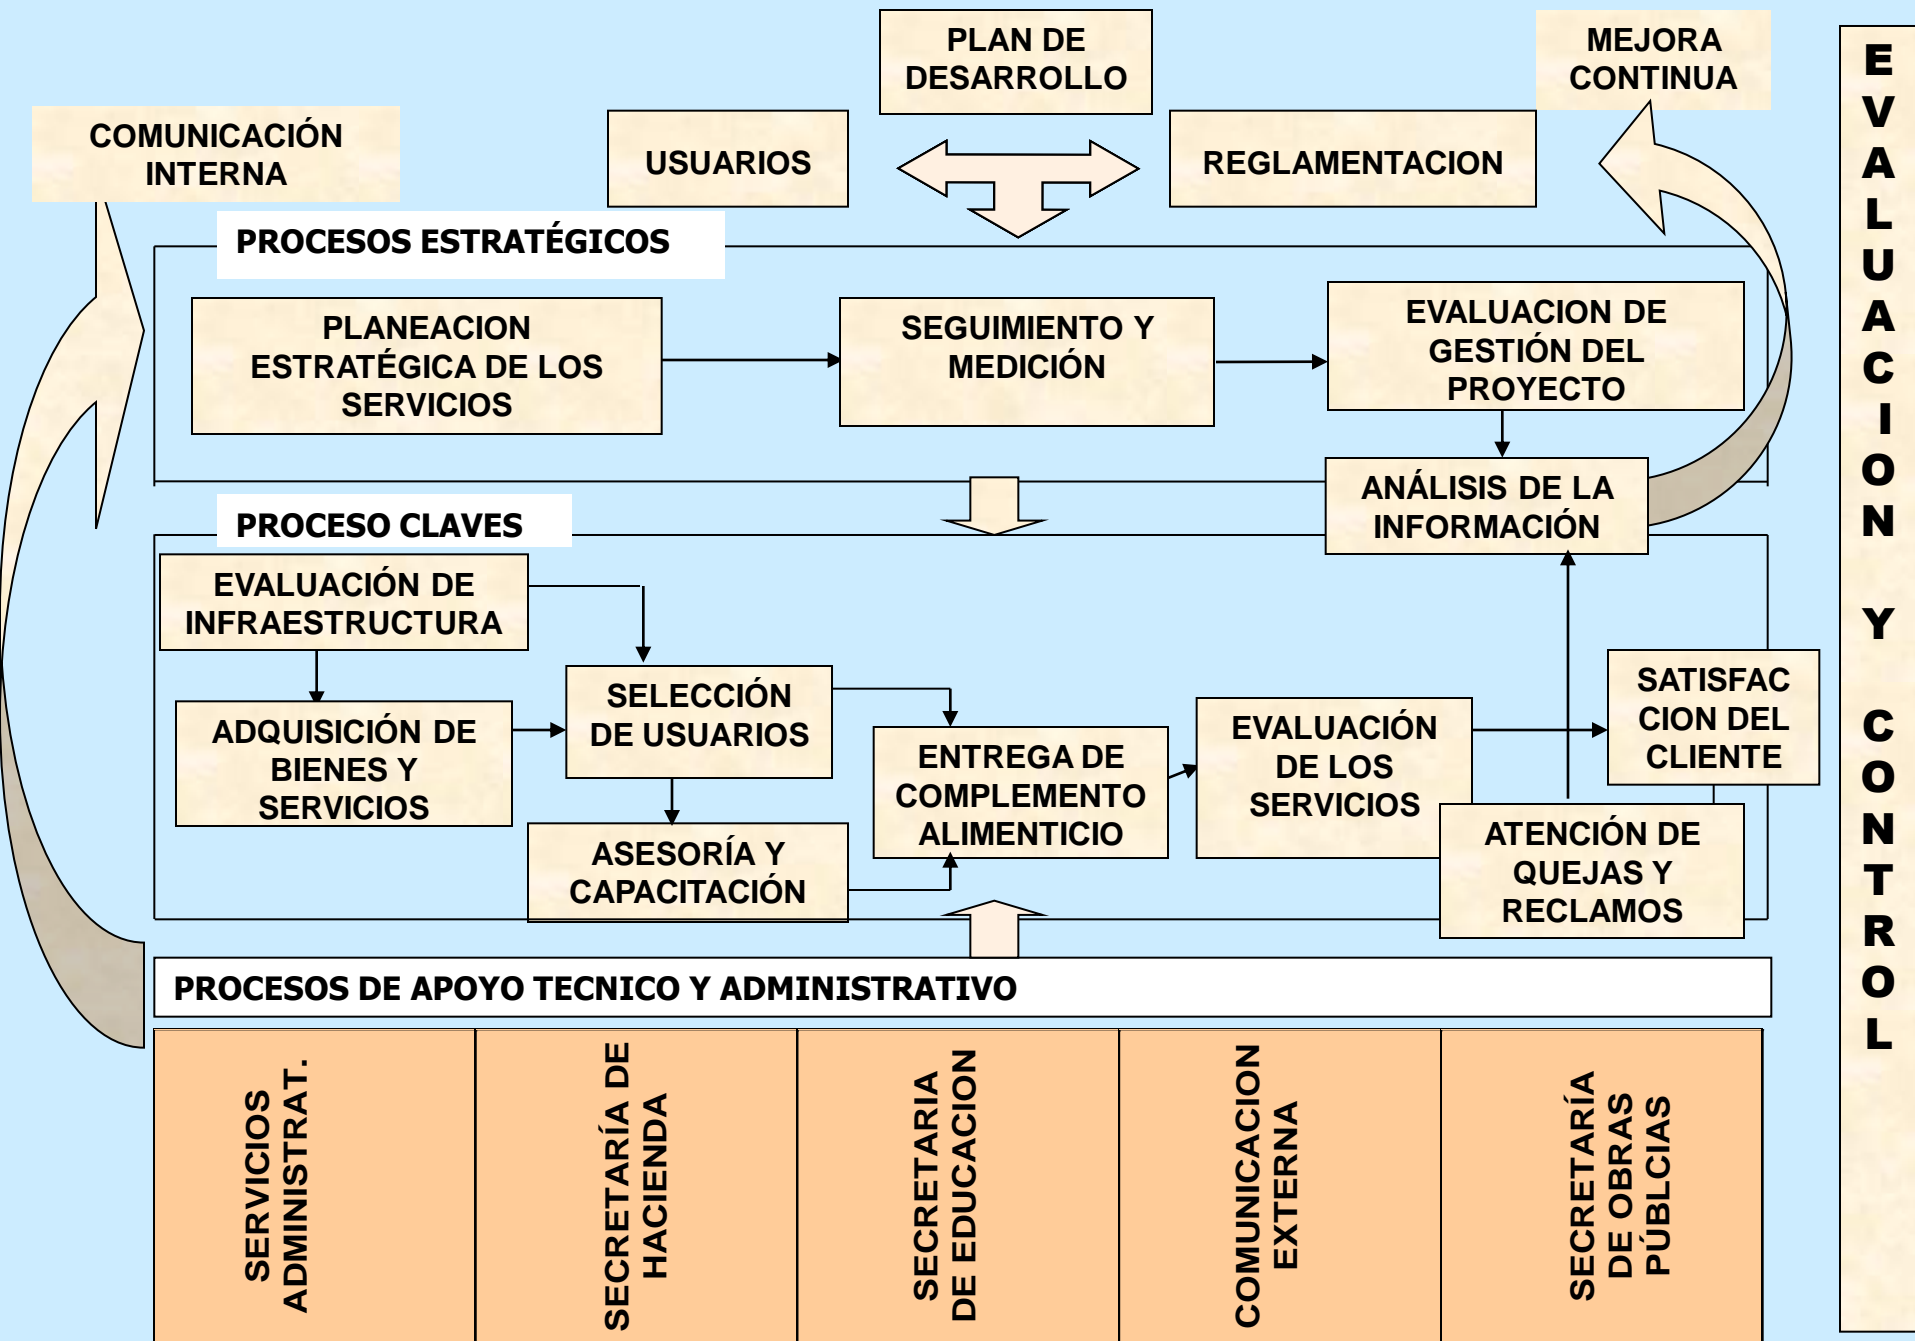 PLAN DE
DESARROLLO
MEJORA
CONTINUA
COMUNICACIÓN
INTERNA
USUARIOS
REGLAMENTACION
PROCESOS ESTRATÉGICOS
PLANEACION
ESTRATÉGICA DE LOS
SERVICIOS
SEGUIMIENTO Y
MEDICIÓN
EVALUACION DE
GESTIÓN DEL
PROYECTO
ANÁLISIS DE LA
INFORMACIÓN
PROCESO CLAVES
EVALUACIÓN DE
INFRAESTRUCTURA
ADQUISICIÓN DE
BIENES Y
SERVICIOS
SELECCIÓN
DE USUARIOS
ASESORÍA Y
CAPACITACIÓN
ENTREGA DE
COMPLEMENTO
ALIMENTICIO
EVALUACIÓN
DE LOS
SERVICIOS
SATISFAC
CION DEL
CLIENTE
ATENCIÓN DE
QUEJAS Y
RECLAMOS
PROCESOS DE APOYO TECNICO Y ADMINISTRATIVO
SERVICIOS
ADMINISTRAT.
SECRETARÍA DE
HACIENDA
SECRETARIA
DE EDUCACION
COMUNICACION
EXTERNA
SECRETARÍA
DE OBRAS
PÚBLCIAS
EVALUACION Y CONTROL